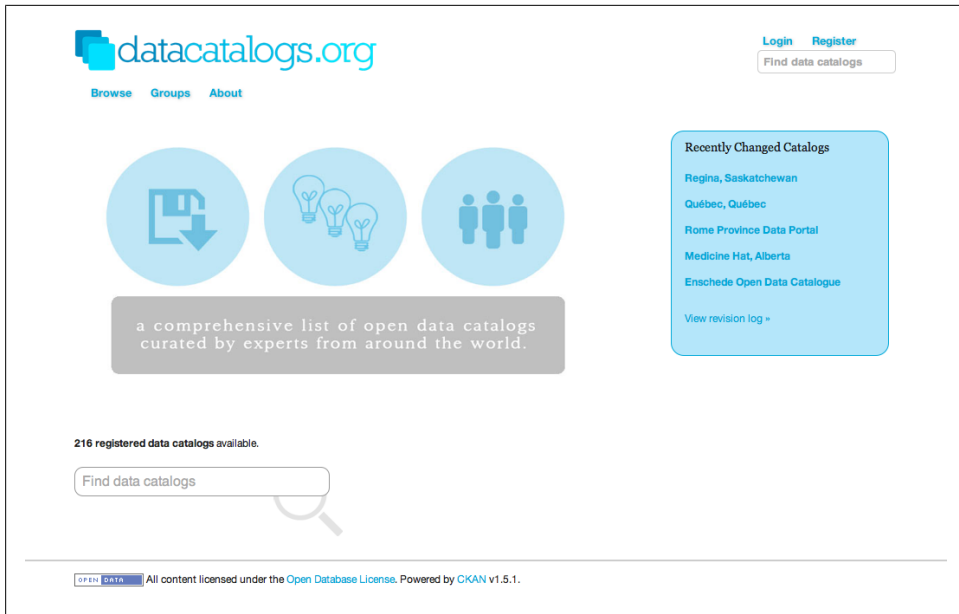 datacatalogs.org
Login Register
Find data catalogs
Browse Groups About
Recently Changed Catalogs
Regina, Saskatchewan
Québec, Québec
Rome Province Data Portal
Medicine Hat, Alberta
Enschede Open Data Catalogue
View revision log »
a comprehensive list of open data catalogs
curated by experts from around the world.
216 registered data catalogs available.
Find data catalogs
OPEN DATA All content licensed under the Open Database License. Powered by CKAN v1.5.1.